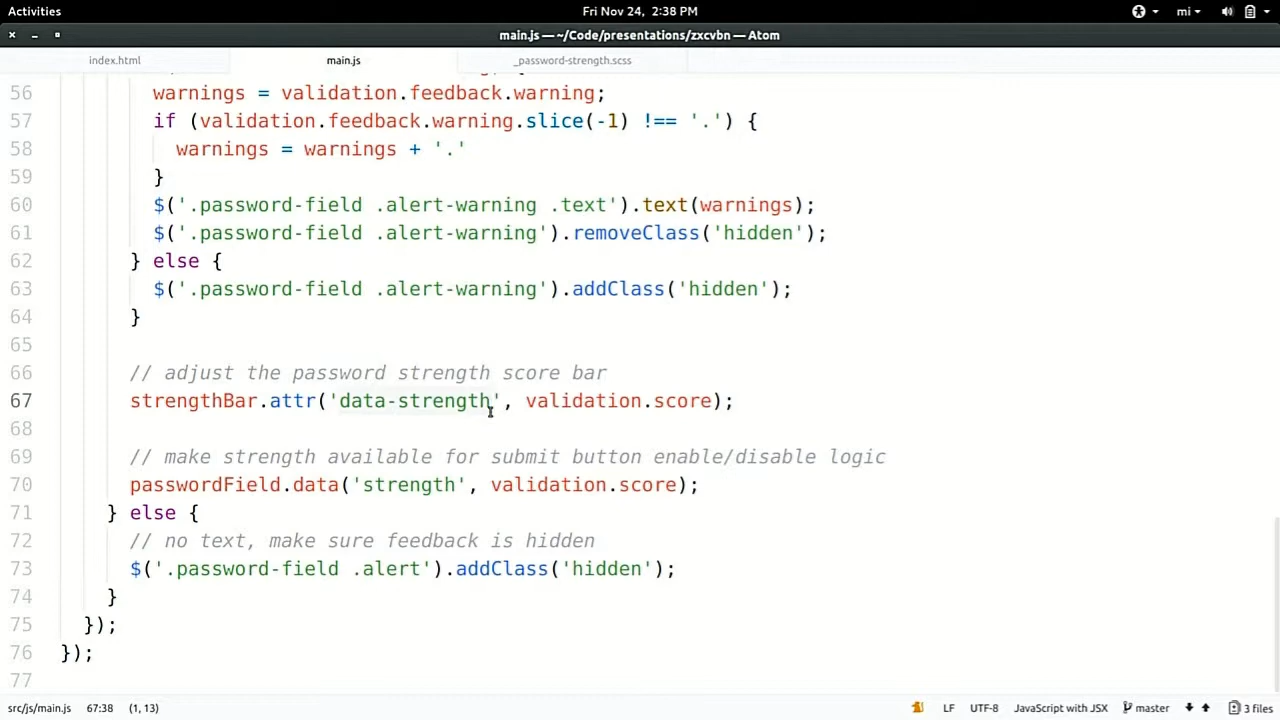 Activities
Fri Nov 24, 2:38 PM
mi
main.js — ~/Code/presentations/zxcvbn — Atom
index.html
main.js
_password-strength.scss
56 warnings = validation.feedback.warning;
57 if (validation.feedback.warning.slice(-1) !== '.') {
58 warnings = warnings + '.'
59 }
60 $('.password-field .alert-warning .text').text(warnings);
61 $('.password-field .alert-warning').removeClass('hidden');
62 } else {
63 $('.password-field .alert-warning').addClass('hidden');
64 }
65
66 // adjust the password strength score bar
67 strengthBar.attr('data-strength', validation.score);
68
69 // make strength available for submit button enable/disable logic
70 passwordField.data('strength', validation.score);
71 } else {
72 // no text, make sure feedback is hidden
73 $('.password-field .alert').addClass('hidden');
74 }
75 });
76 });
77
src/js/main.js 67:38 (1, 13) LF UTF-8 JavaScript with JSX master 3 files